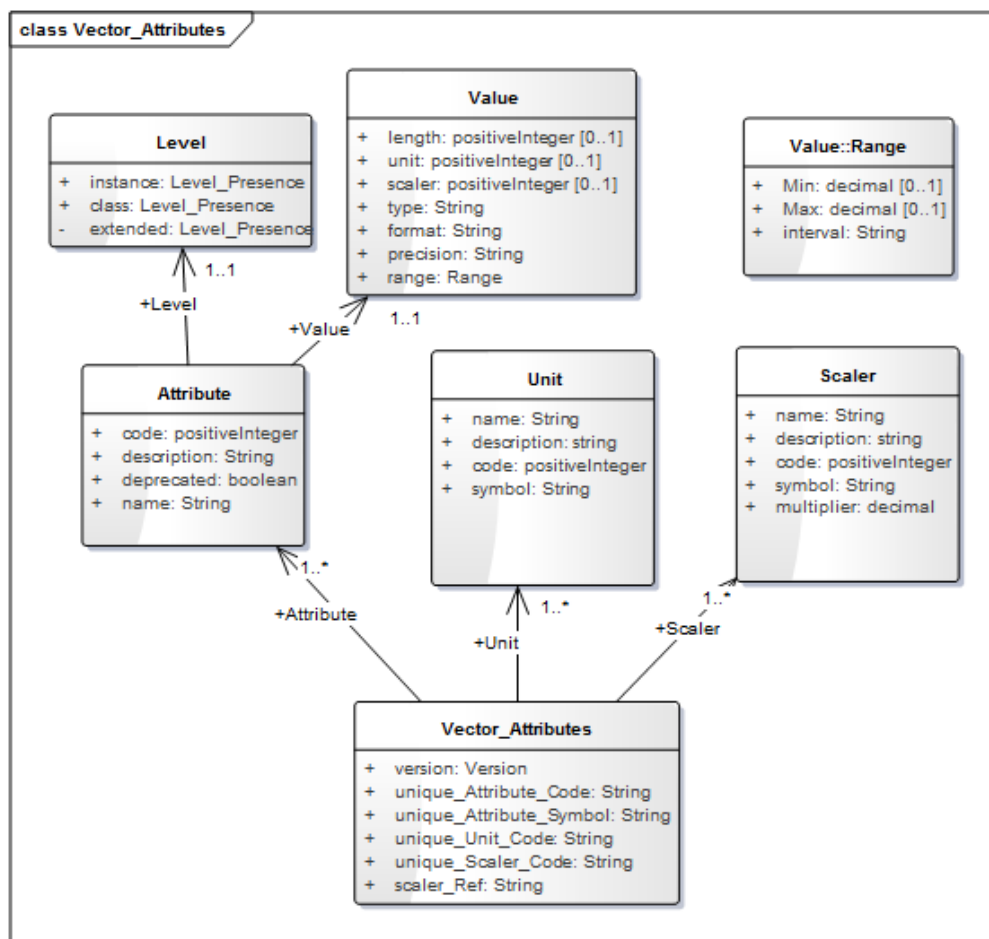 class Vector_Attributes
Level
+ instance: Level_Presence
+ class: Level_Presence
- extended: Level_Presence
Value
+ length: positiveInteger [0..1]
+ unit: positiveInteger [0..1]
+ scaler: positiveInteger [0..1]
+ type: String
+ format: String
+ precision: String
+ range: Range
Value::Range
+ Min: decimal [0..1]
+ Max: decimal [0..1]
+ interval: String
1..1
+Level
+Value
1..1
Attribute
+ code: positiveInteger
+ description: String
+ deprecated: boolean
+ name: String
Unit
+ name: String
+ description: string
+ code: positiveInteger
+ symbol: String
Scaler
+ name: String
+ description: string
+ code: positiveInteger
+ symbol: String
+ multiplier: decimal
1..*
+Attribute
1..*
+Unit
1..*
+Scaler
Vector_Attributes
+ version: Version
+ unique_Attribute_Code: String
+ unique_Attribute_Symbol: String
+ unique_Unit_Code: String
+ unique_Scaler_Code: String
+ scaler_Ref: String